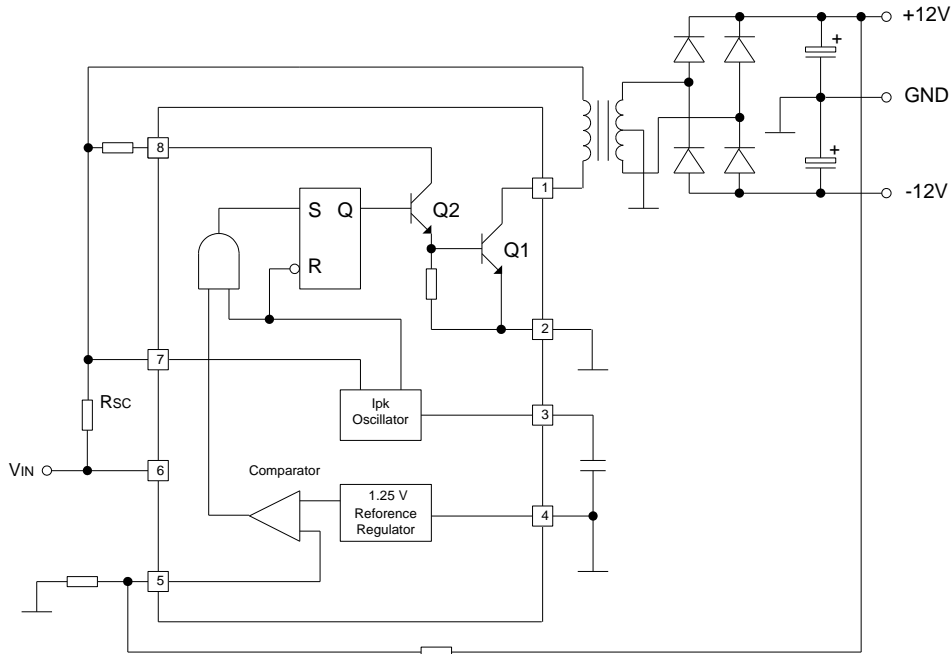 +12V
GND
-12V
8
1
S Q
Q2
Q1
R
2
7
Ipk
Oscillator
3
RSC
VIN
6
Comparator
1.25 V
Reforence
Regulator
4
5
+
+